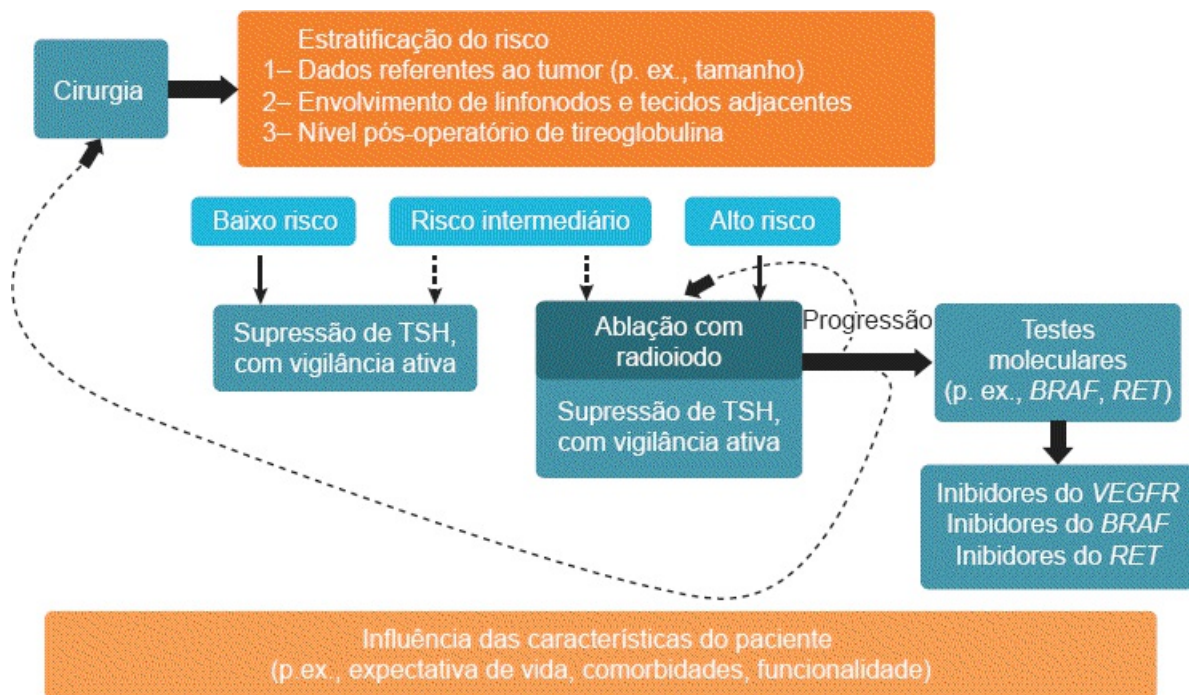 Cirurgia
Estratificação do risco
1– Dados referentes ao tumor (p. ex., tamanho)
2– Envolvimento de linfonodos e tecidos adjacentes
3– Nível pós-operatório de tireoglobulina
Baixo risco
Risco intermediário
Alto risco
Supressão de TSH,
com vigilância ativa
Ablação com
radioiodo
Supressão de TSH,
com vigilância ativa
Progressão
Testes
moleculares
(p. ex., BRAF, RET)
Inibidores do VEGFR
Inibidores do BRAF
Inibidores do RET
Influência das características do paciente
(p.ex., expectativa de vida, comorbidades, funcionalidade)